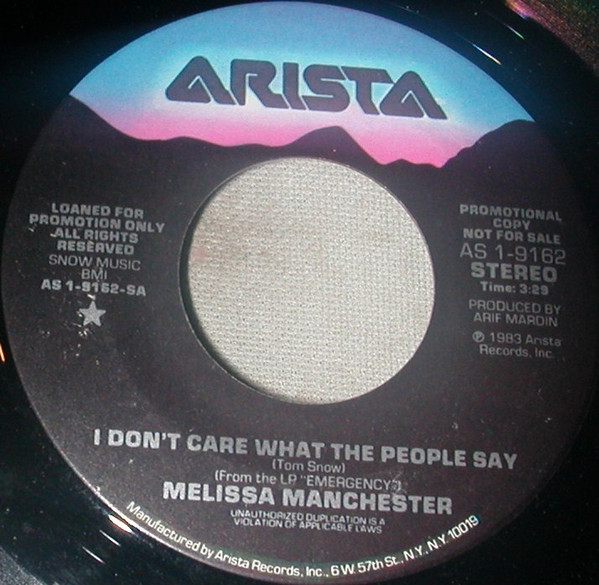 ARISTA
LOANED FOR
PROMOTION ONLY
ALL RIGHTS
RESERVED
SNOW MUSIC
BMI
AS 1-9162-SA
PROMOTIONAL
COPY
NOT FOR SALE
AS 1-9162
STEREO
Time: 3:29
PRODUCED BY
ARIF MARDIN
℗ 1983 Arista
Records, Inc.
I DON'T CARE WHAT THE PEOPLE SAY
(Tom Snow)
(From the LP "EMERGENCY")
MELISSA MANCHESTER
UNAUTHORIZED DUPLICATION IS A
VIOLATION OF APPLICABLE LAWS
Manufactured by Arista Records, Inc., 6 W. 57th St., N.Y., N.Y. 10019